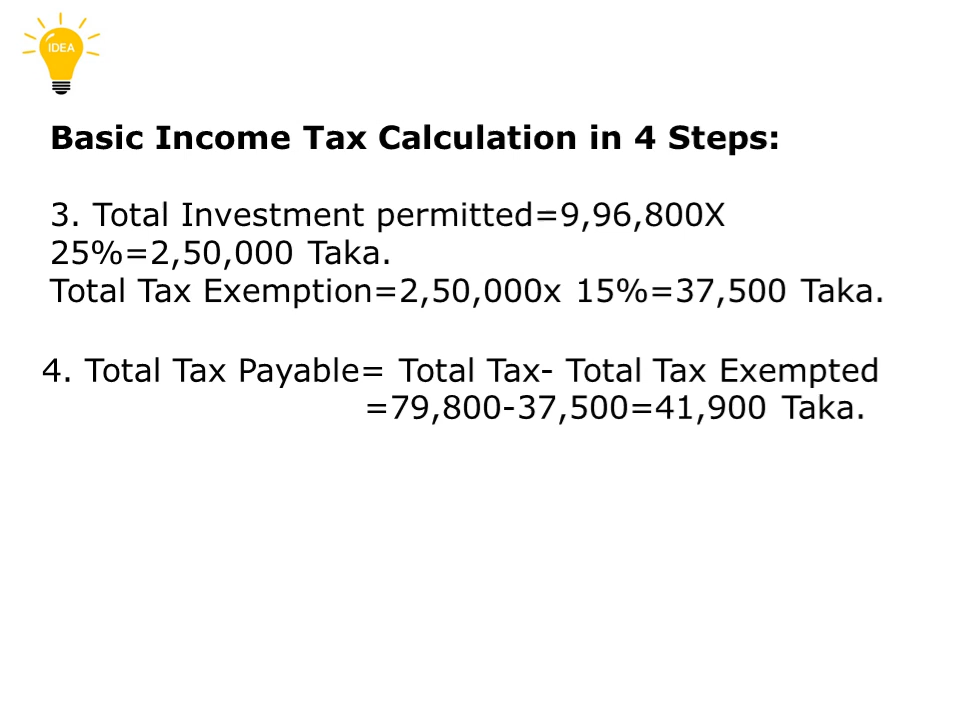 IDEA
Basic Income Tax Calculation in 4 Steps:
3. Total Investment permitted=9,96,800X
25%=2,50,000 Taka.
Total Tax Exemption=2,50,000x 15%=37,500 Taka.
4. Total Tax Payable= Total Tax- Total Tax Exempted
=79,800-37,500=41,900 Taka.